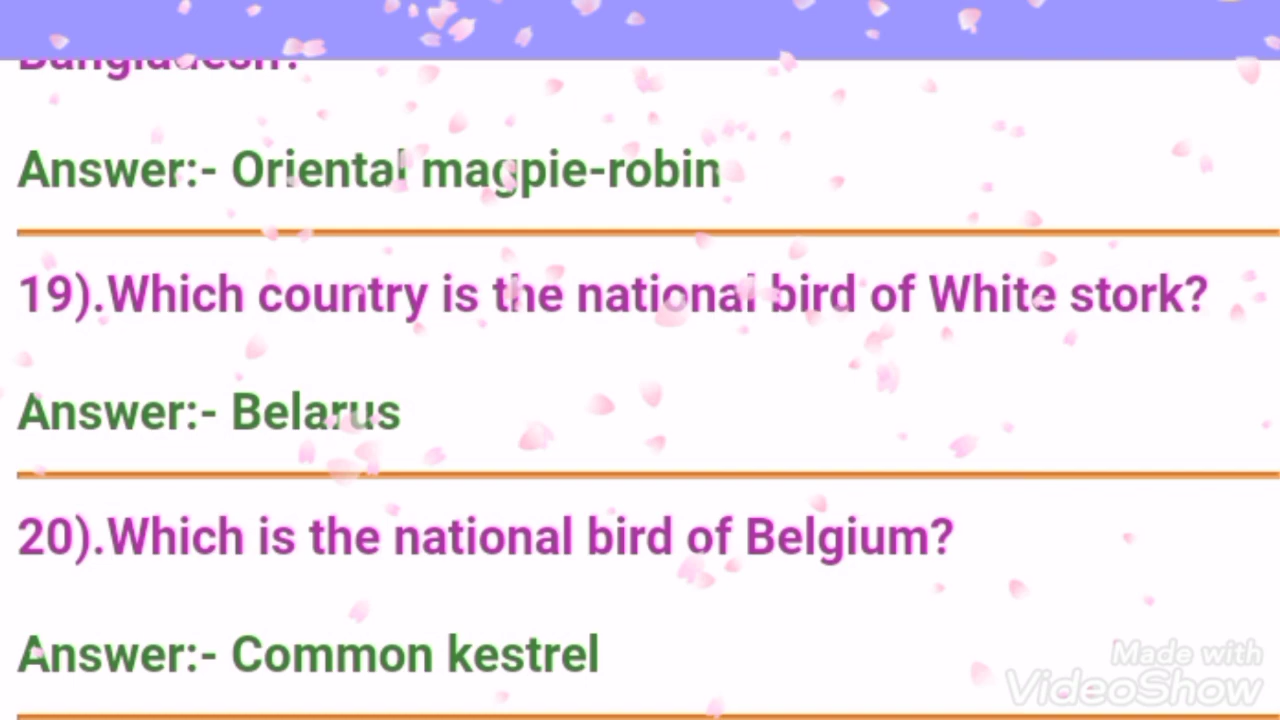 Bangladesh?
Answer:- Oriental magpie-robin
19).Which country is the national bird of White stork?
Answer:- Belarus
20).Which is the national bird of Belgium?
Answer:- Common kestrel
Made with
VideoShow